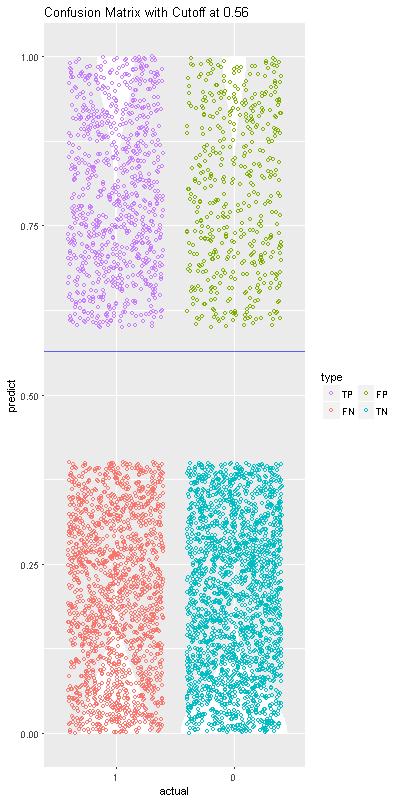 Confusion Matrix with Cutoff at 0.56
1.00
0.75
0.50
0.25
0.00
predict
1 0
actual
type
TP FP
FN TN